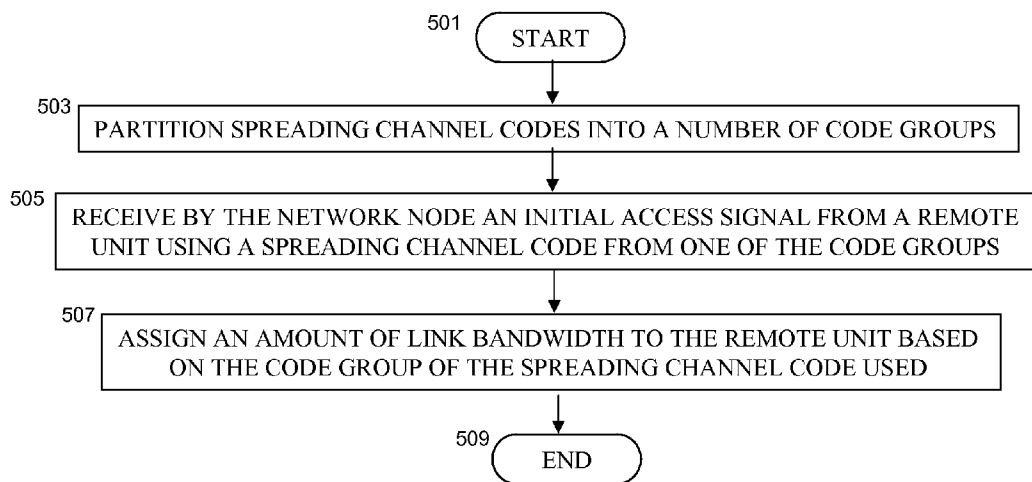 501
START
503
PARTITION SPREADING CHANNEL CODES INTO A NUMBER OF CODE GROUPS
505
RECEIVE BY THE NETWORK NODE AN INITIAL ACCESS SIGNAL FROM A REMOTE
UNIT USING A SPREADING CHANNEL CODE FROM ONE OF THE CODE GROUPS
507
ASSIGN AN AMOUNT OF LINK BANDWIDTH TO THE REMOTE UNIT BASED
ON THE CODE GROUP OF THE SPREADING CHANNEL CODE USED
509
END